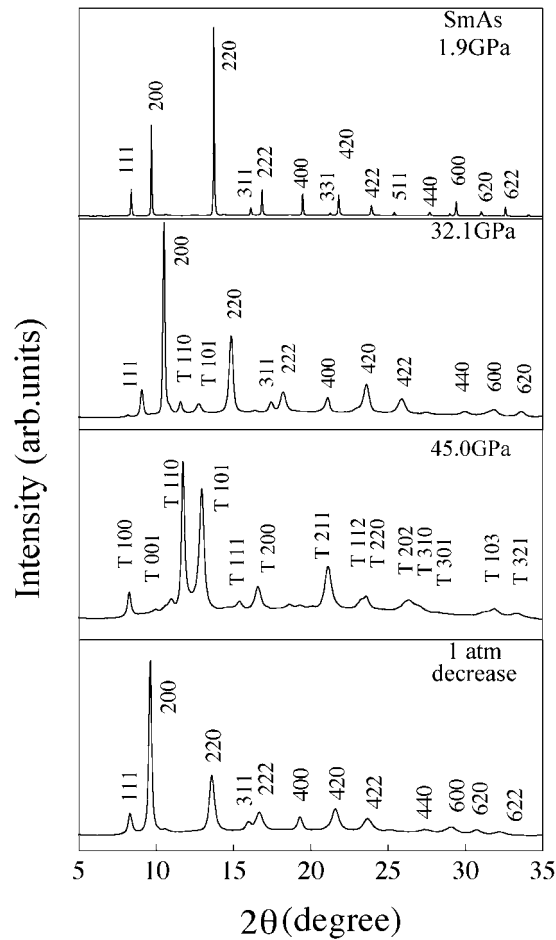 SmAs
1.9GPa
111
200
220
311
222
400
331
420
422
511
440
600
620
622
32.1GPa
111
200
T 110
T 101
220
311
222
400
420
422
440
600
620
45.0GPa
T 100
T 001
T 110
T 101
T 111
T 200
T 211
T 112
T 220
T 202
T 310
T 301
T 103
T 321
1 atm
decrease
111
200
220
311
222
400
420
422
440
600
620
622
5
10
15
20
25
30
35
2θ (degree)
Intensity (arb.units)